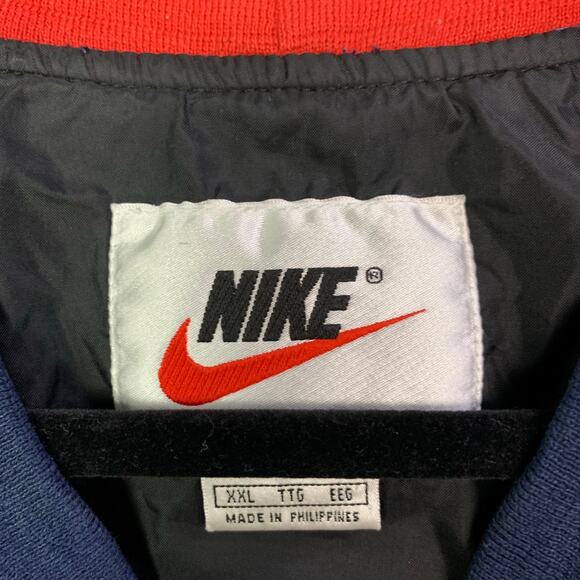 NIKE ®
XXL TTG EEG
MADE IN PHILIPPINES